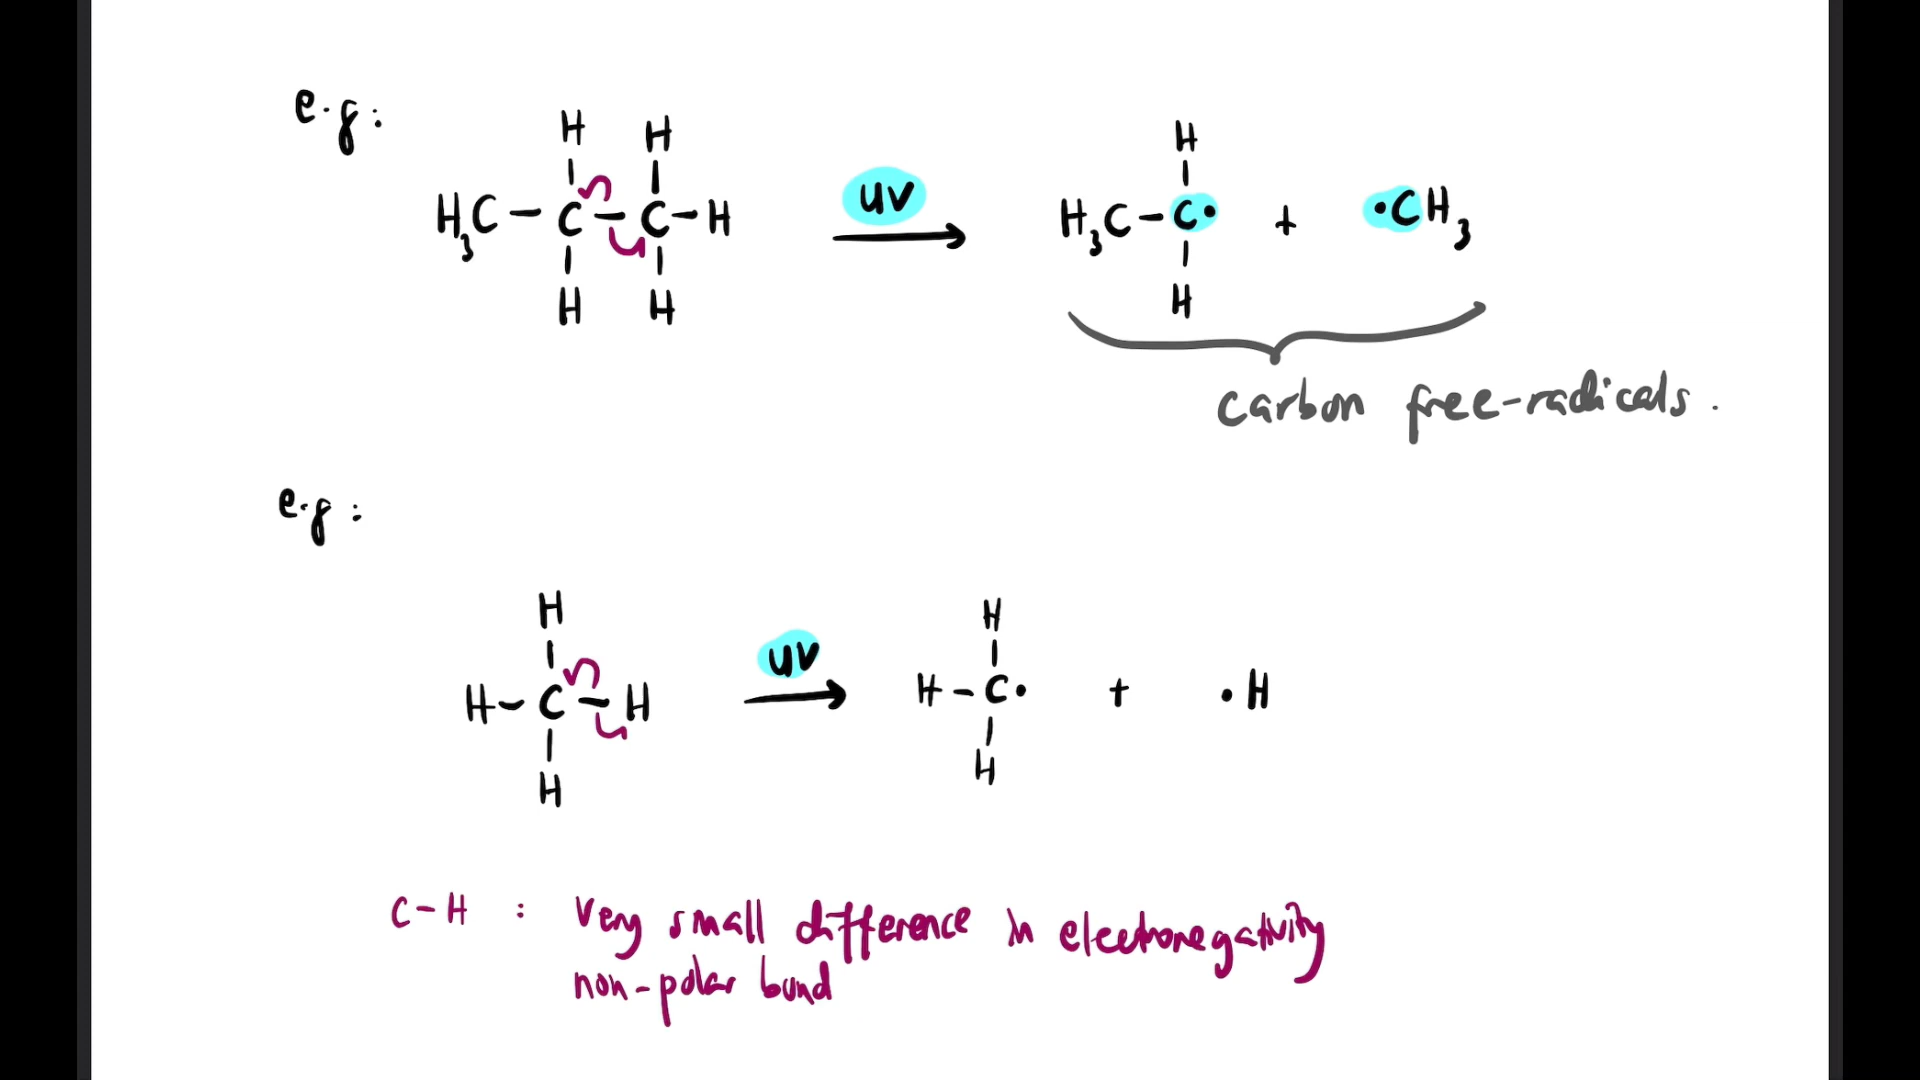 e.g:
H H
H₃C – C – C – H
H H
uv
H
H₃C – C• + •CH₃
H
carbon free-radicals.
e.g:
H
H – C – H
H
uv
H
H – C• + •H
H
C – H : very small difference in electronegativity
non-polar bond